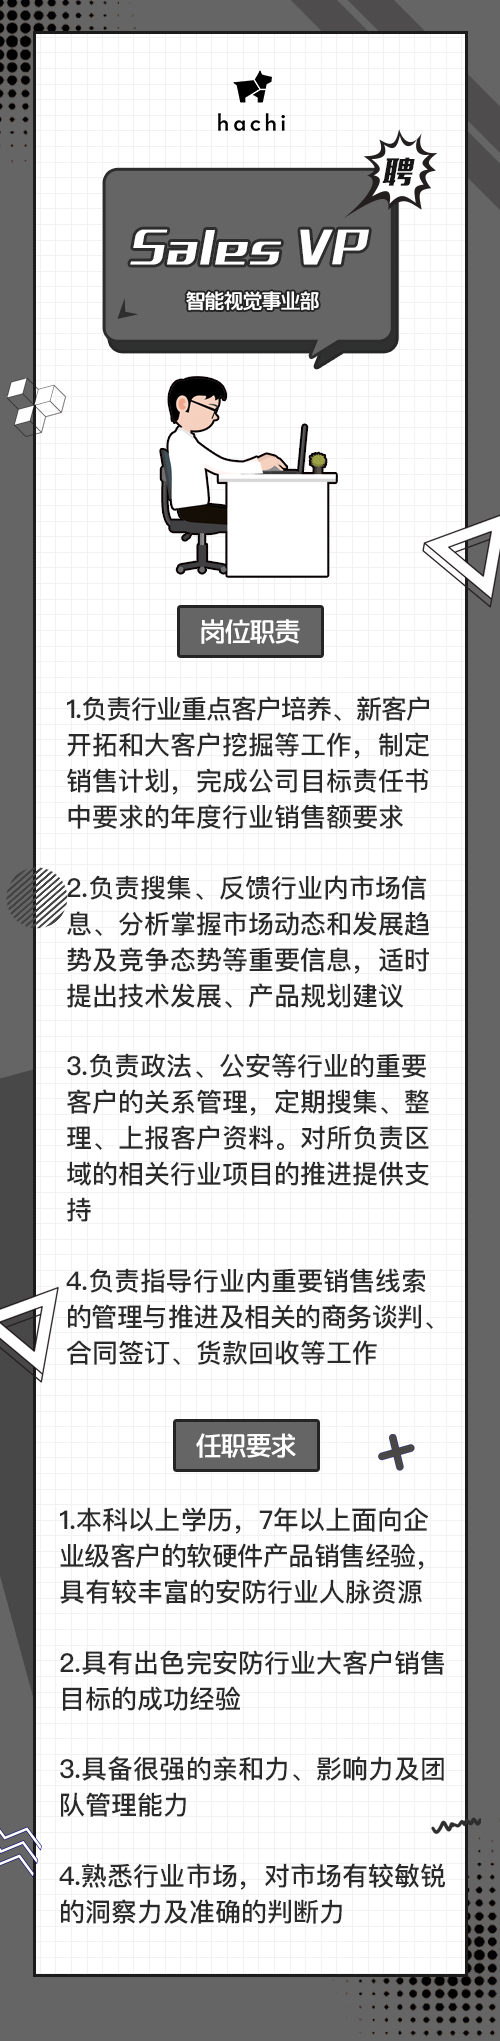 hachi
聘
Sales VP
智能视觉事业部
岗位职责
1.负责行业重点客户培养、新客户
开拓和大客户挖掘等工作，制定
销售计划，完成公司目标责任书
中要求的年度行业销售额要求
2.负责搜集、反馈行业内市场信
息、分析掌握市场动态和发展趋
势及竞争态势等重要信息，适时
提出技术发展、产品规划建议
3.负责政法、公安等行业的重要
客户的关系管理，定期搜集、整
理、上报客户资料。对所负责区
域的相关行业项目的推进提供支
持
4.负责指导行业内重要销售线索
的管理与推进及相关的商务谈判、
合同签订、货款回收等工作
任职要求
1.本科以上学历，7年以上面向企
业级客户的软硬件产品销售经验，
具有较丰富的安防行业人脉资源
2.具有出色完安防行业大客户销售
目标的成功经验
3.具备很强的亲和力、影响力及团
队管理能力
4.熟悉行业市场，对市场有较敏锐
的洞察力及准确的判断力